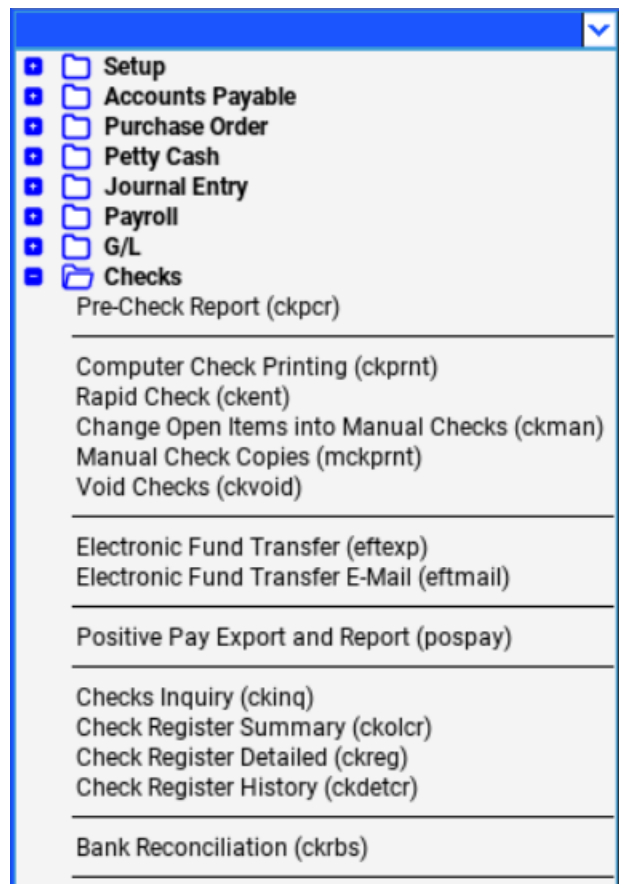 Setup
Accounts Payable
Purchase Order
Petty Cash
Journal Entry
Payroll
G/L
Checks
Pre-Check Report (ckpcr)
Computer Check Printing (ckprnt)
Rapid Check (ckent)
Change Open Items into Manual Checks (ckman)
Manual Check Copies (mckprnt)
Void Checks (ckvoid)
Electronic Fund Transfer (eftexp)
Electronic Fund Transfer E-Mail (eftmail)
Positive Pay Export and Report (pospay)
Checks Inquiry (ckinq)
Check Register Summary (ckolcr)
Check Register Detailed (ckreg)
Check Register History (ckdetcr)
Bank Reconciliation (ckrbs)